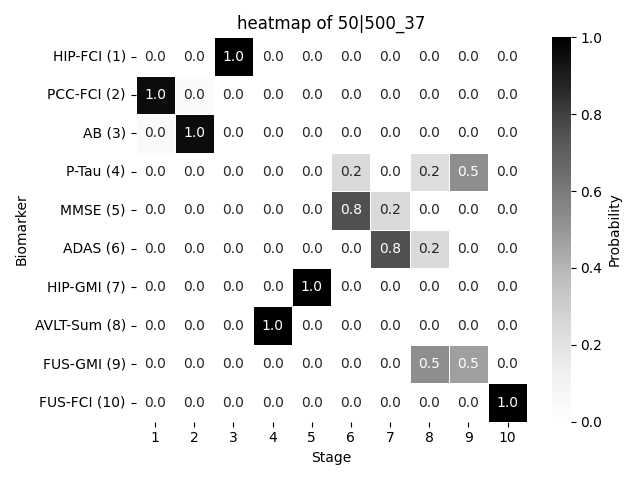 heatmap of 50|500_37
HIP-FCI (1) 0.0 0.0 1.0 0.0 0.0 0.0 0.0 0.0 0.0 0.0
PCC-FCI (2) 1.0 0.0 0.0 0.0 0.0 0.0 0.0 0.0 0.0 0.0
AB (3) 0.0 1.0 0.0 0.0 0.0 0.0 0.0 0.0 0.0 0.0
P-Tau (4) 0.0 0.0 0.0 0.0 0.0 0.2 0.0 0.2 0.5 0.0
MMSE (5) 0.0 0.0 0.0 0.0 0.0 0.8 0.2 0.0 0.0 0.0
ADAS (6) 0.0 0.0 0.0 0.0 0.0 0.0 0.8 0.2 0.0 0.0
HIP-GMI (7) 0.0 0.0 0.0 0.0 1.0 0.0 0.0 0.0 0.0 0.0
AVLT-Sum (8) 0.0 0.0 0.0 1.0 0.0 0.0 0.0 0.0 0.0 0.0
FUS-GMI (9) 0.0 0.0 0.0 0.0 0.0 0.0 0.0 0.5 0.5 0.0
FUS-FCI (10) 0.0 0.0 0.0 0.0 0.0 0.0 0.0 0.0 0.0 1.0
1 2 3 4 5 6 7 8 9 10
Stage
Biomarker
1.0
0.8
0.6
0.4
0.2
0.0
Probability